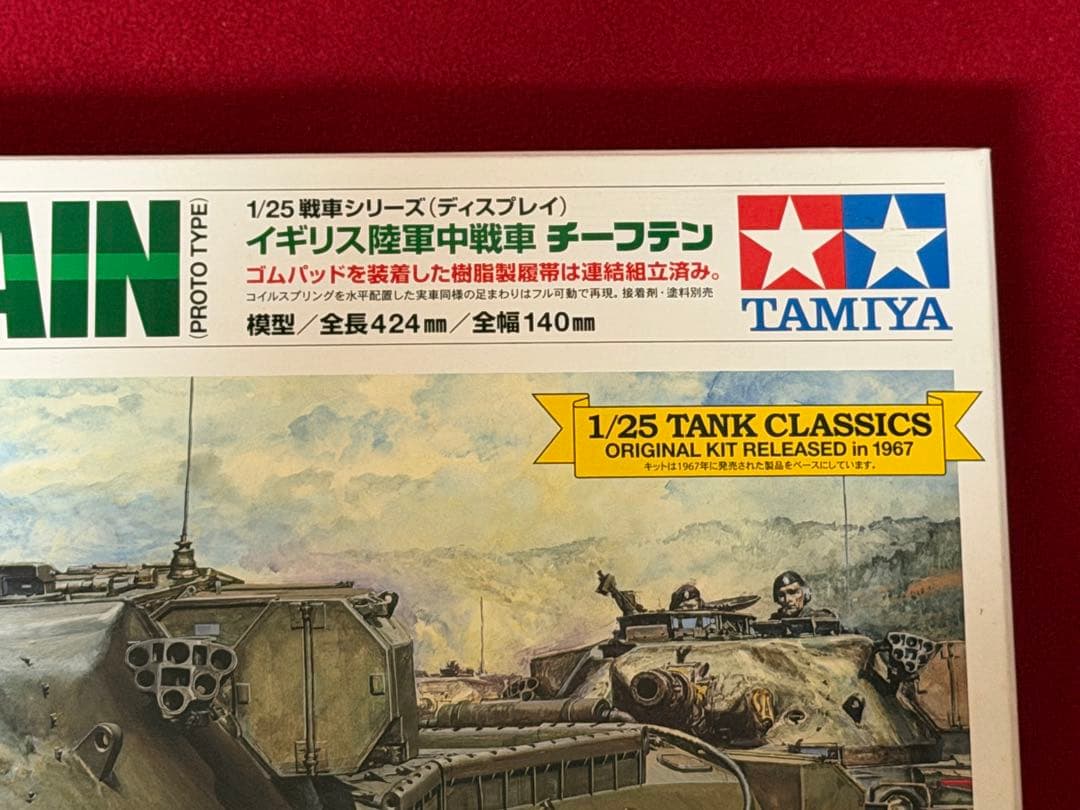 AIN
(PROTO TYPE)
1/25 戦車シリーズ(ディスプレイ)
イギリス陸軍中戦車 チーフテン
ゴムパッドを装着した樹脂製履帯は連結組立済み。
コイルスプリングを水平配置した実車同様の足まわりはフル可動で再現。接着剤・塗料別売
模型/全長424㎜/全幅140㎜
TAMIYA
1/25 TANK CLASSICS
ORIGINAL KIT RELEASED in 1967
キットは1967年に発売された製品をベースにしています。